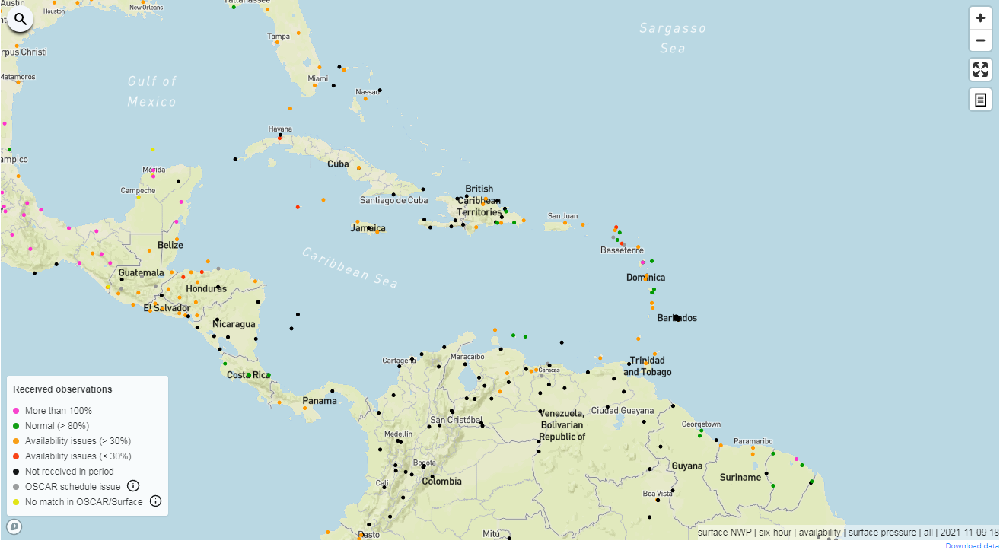 Austin
Houston
New Orleans
Tallahassee
Tampa
rpus Christi
Matamoros
Miami
Gulf of
Mexico
Sargasso
Sea
Nassau
Havana
ampico
Mérida
Campeche
Cuba
Santiago de Cuba
British
Caribbean
Territories
San Juan
Jamaica
Belize
Basseterre
Caribbean Sea
Guatemala
Dominica
Honduras
El Salvador
Barbados
Nicaragua
Cartagena
Maracaibo
Caracas
Trinidad
and Tobago
Costa Rica
Panama
San Cristóbal
Venezuela,
Bolivarian
Republic of
Ciudad Guayana
Georgetown
Medellín
Paramaribo
Bogota
Cali
Colombia
Guyana
Suriname
Boa Vista
Pasto
Mitú
Received observations
More than 100%
Normal (≥ 80%)
Availability issues (≥ 30%)
Availability issues (< 30%)
Not received in period
OSCAR schedule issue
No match in OSCAR/Surface
surface NWP | six-hour | availability | surface pressure | all | 2021-11-09 18
Download data